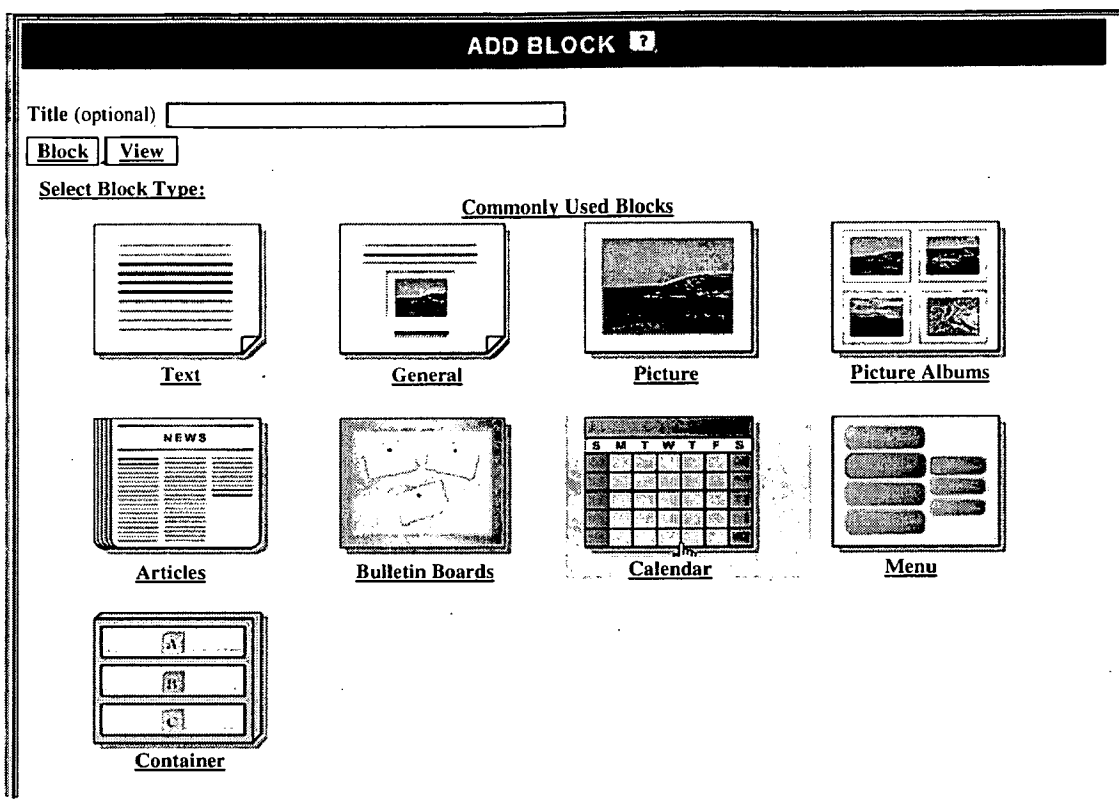 ADD BLOCK ?
Title (optional)
Block View
Select Block Type:
Commonly Used Blocks
Text General Picture Picture Albums
NEWS
S M T W T F S
Articles Bulletin Boards Calendar Menu
A
B
C
Container